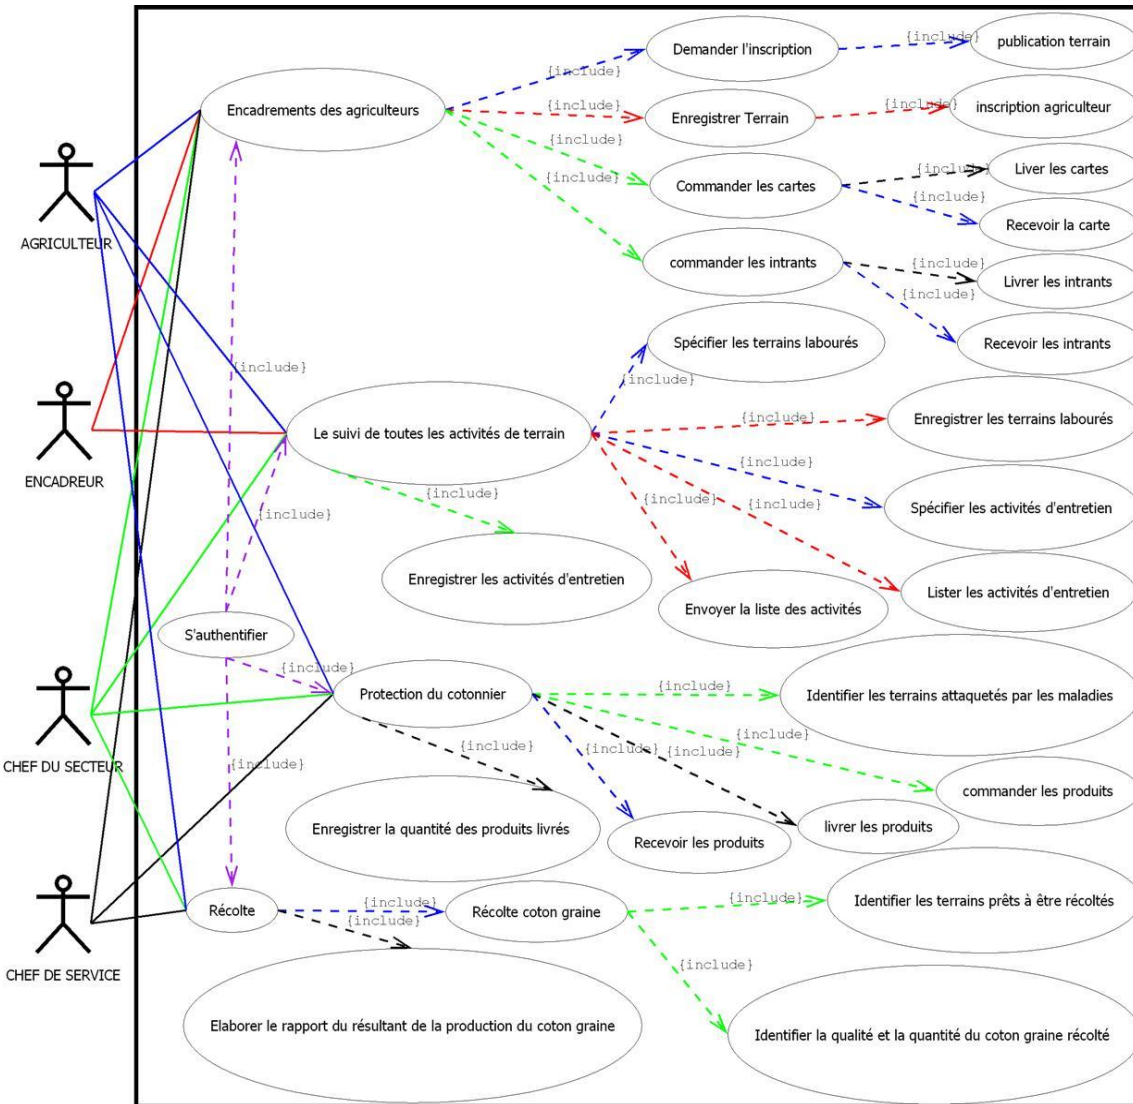 Demander l'inscription
{include}
publication terrain
{include}
Encadrements des agriculteurs
{include}
Enregistrer Terrain
{include}
inscription agriculteur
{include}
Commander les cartes
{include}
Liver les cartes
{include}
Recevoir la carte
{include}
commander les intrants
{include}
Livrer les intrants
{include}
Recevoir les intrants
AGRICULTEUR
{include}
Spécifier les terrains labourés
{include}
Le suivi de toutes les activités de terrain
{include}
Enregistrer les terrains labourés
ENCADREUR
{include}
{include}
{include}
{include}
Spécifier les activités d'entretien
{include}
Enregistrer les activités d'entretien
Envoyer la liste des activités
Lister les activités d'entretien
S'authentifier
{include}
Protection du cotonnier
{include}
Identifier les terrains attaquetés par les maladies
CHEF DU SECTEUR
{include}
{include}
{include}
{include}
{include}
commander les produits
Enregistrer la quantité des produits livrés
Recevoir les produits
livrer les produits
Récolte
{include}
{include}
Récolte coton graine
{include}
Identifier les terrains prêts à être récoltés
CHEF DE SERVICE
{include}
Elaborer le rapport du résultant de la production du coton graine
Identifier la qualité et la quantité du coton graine récolté